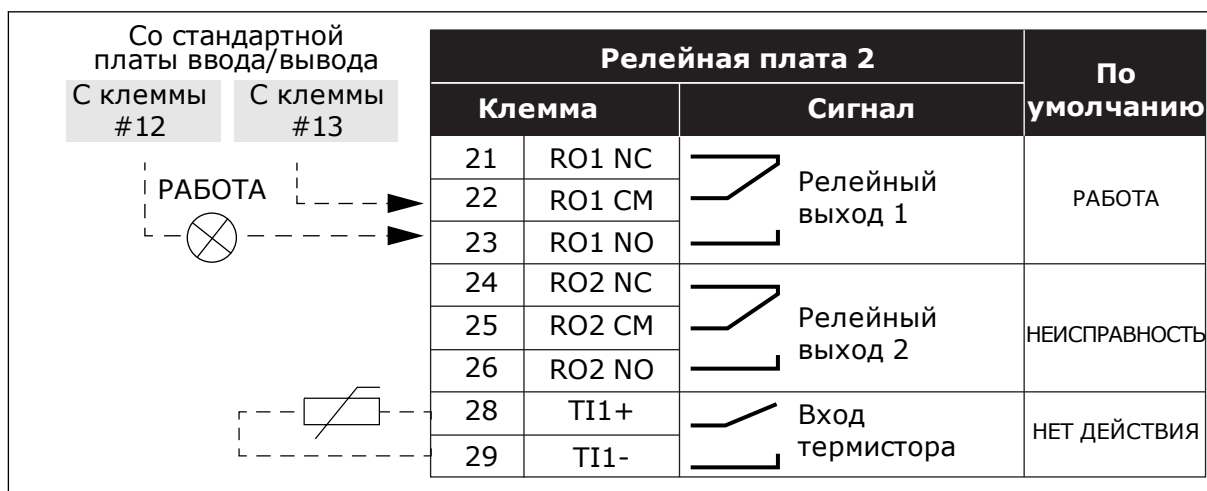 Со стандартной
платы ввода/вывода
С клеммы
#12
С клеммы
#13
РАБОТА
Релейная плата 2
По
умолчанию
Клемма
Сигнал
21 RO1 NC
22 RO1 CM
23 RO1 NO
Релейный
выход 1
РАБОТА
24 RO2 NC
25 RO2 CM
26 RO2 NO
Релейный
выход 2
НЕИСПРАВНОСТЬ
28 TI1+
29 TI1-
Вход
термистора
НЕТ ДЕЙСТВИЯ